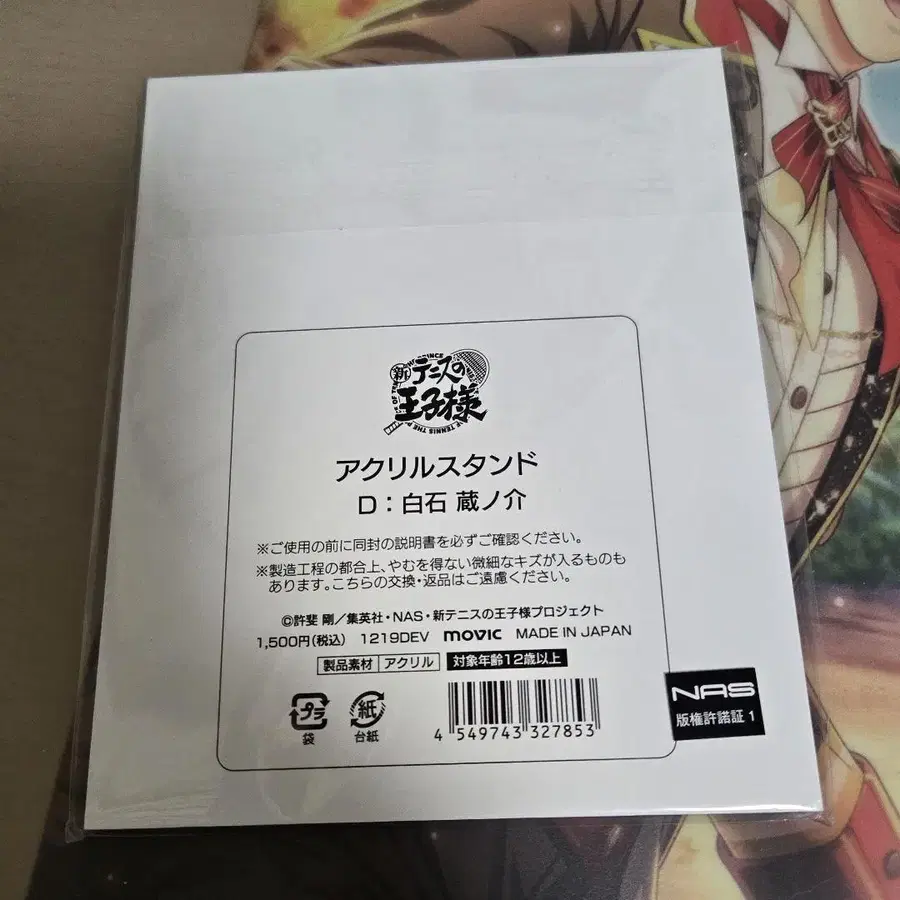 新テニスの
王子様
アクリルスタンド
D：白石 蔵ノ介
※ご使用の前に同封の説明書を必ずご確認ください。
※製造工程の都合上、やむを得ない微細なキズが入るものも
あります。こちらの交換・返品はご遠慮ください。
©許斐 剛／集英社・NAS・新テニスの王子様プロジェクト
1,500円(税込) 1219DEV movic MADE IN JAPAN
製品素材 アクリル 対象年齢12歳以上
プラ 紙
袋 台紙
4 549743 327853
NAS
版権許諾証 1